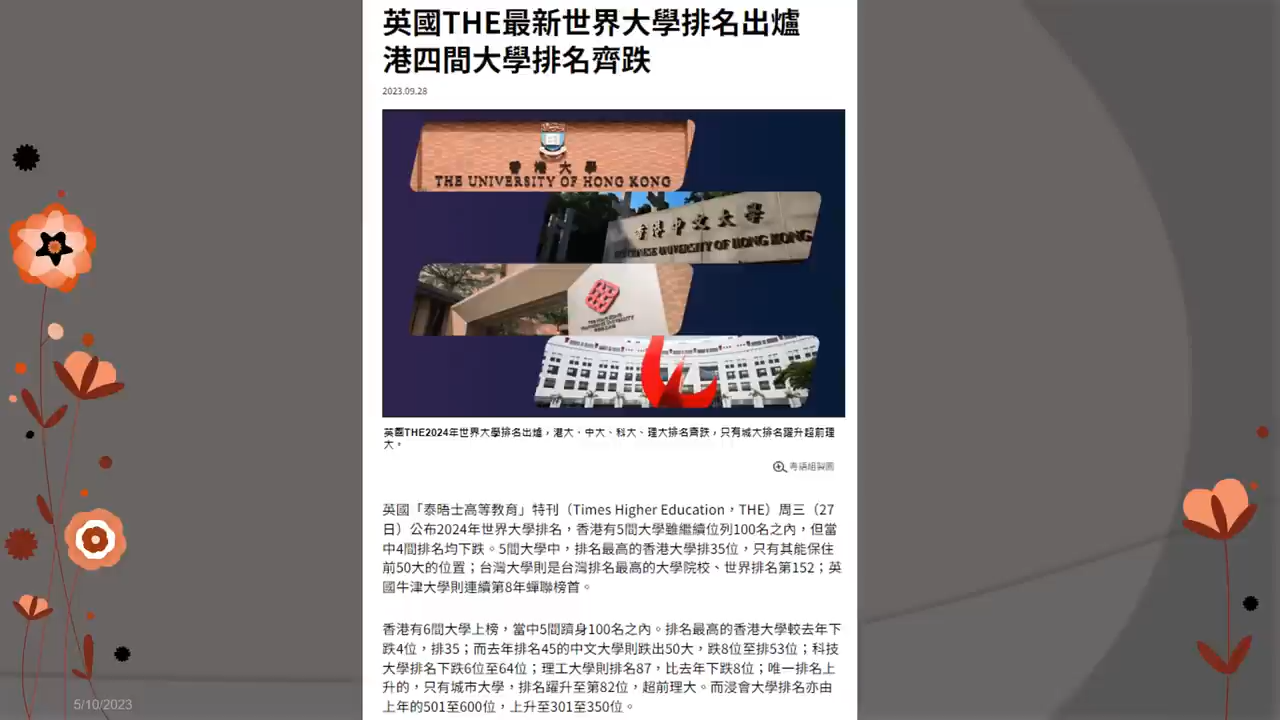 英國THE最新世界大學排名出爐
港四間大學排名齊跌
2023.09.28
香港大學
THE UNIVERSITY OF HONG KONG
香港中文大學
CHINESE UNIVERSITY OF HONG KONG
英國THE2024年世界大學排名出爐，港大、中大、科大、理大排名齊跌，只有城大排名躍升超前理
大。
粵語組製圖
英國「泰晤士高等教育」特刊（Times Higher Education，THE）周三（27
日）公布2024年世界大學排名，香港有5間大學雖繼續位列100名之內，但當
中4間排名均下跌。5間大學中，排名最高的香港大學排35位，只有其能保住
前50大的位置；台灣大學則是台灣排名最高的大學院校、世界排名第152；英
國牛津大學則連續第8年蟬聯榜首。
香港有6間大學上榜，當中5間躋身100名之內。排名最高的香港大學較去年下
跌4位，排35；而去年排名45的中文大學則跌出50大，跌8位至排53位；科技
大學排名下跌6位至64位；理工大學則排名87，比去年下跌8位；唯一排名上
升的，只有城市大學，排名躍升至第82位，超前理大。而浸會大學排名亦由
上年的501至600位，上升至301至350位。
5/10/2023